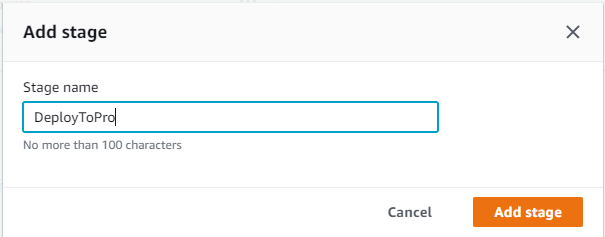 Add stage
Stage name
DeployToPro
No more than 100 characters
Cancel
Add stage